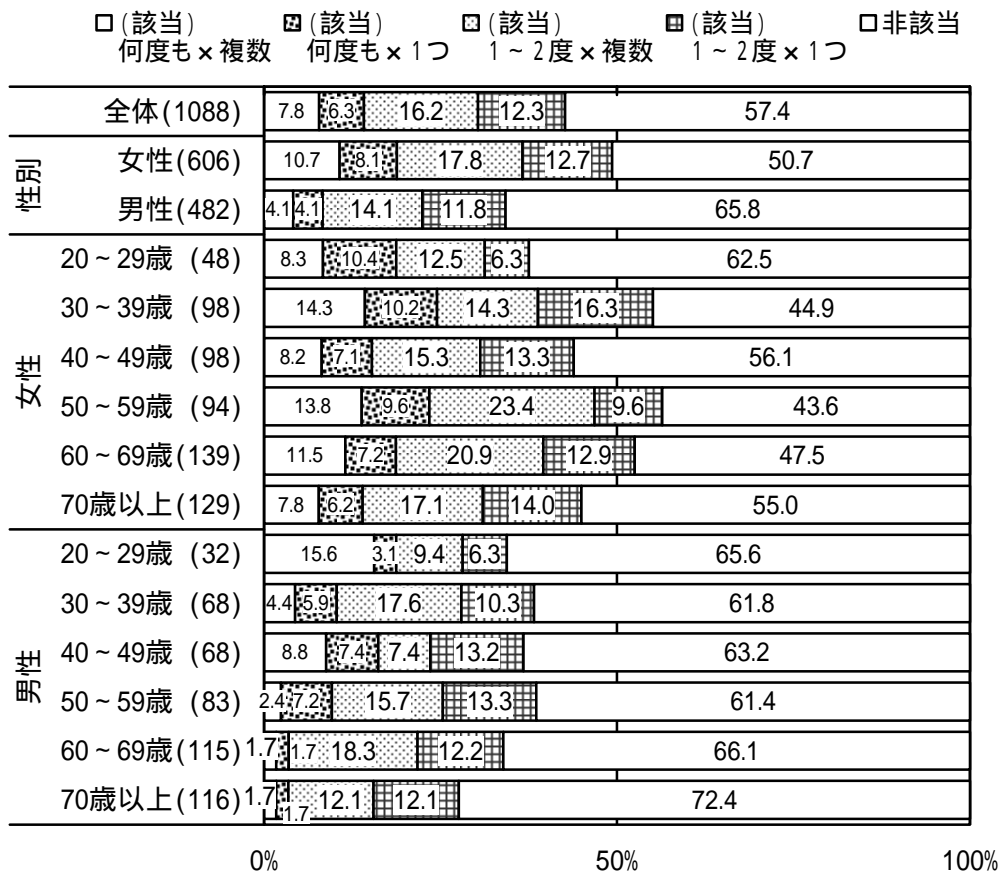 □(該当) (該当) (該当) (該当) □非該当
何度も×複数 何度も×1つ 1~2度×複数 1~2度×1つ
全体(1088) 7.8 6.3 16.2 12.3 57.4
性別
女性(606) 10.7 8.1 17.8 12.7 50.7
男性(482) 4.1 4.1 14.1 11.8 65.8
女性
20~29歳 (48) 8.3 10.4 12.5 6.3 62.5
30~39歳 (98) 14.3 10.2 14.3 16.3 44.9
40~49歳 (98) 8.2 7.1 15.3 13.3 56.1
50~59歳 (94) 13.8 9.6 23.4 9.6 43.6
60~69歳(139) 11.5 7.2 20.9 12.9 47.5
70歳以上(129) 7.8 6.2 17.1 14.0 55.0
男性
20~29歳 (32) 15.6 3.1 9.4 6.3 65.6
30~39歳 (68) 4.4 5.9 17.6 10.3 61.8
40~49歳 (68) 8.8 7.4 7.4 13.2 63.2
50~59歳 (83) 2.4 7.2 15.7 13.3 61.4
60~69歳(115) 1.7 1.7 18.3 12.2 66.1
70歳以上(116) 1.7 1.7 12.1 12.1 72.4
0% 50% 100%